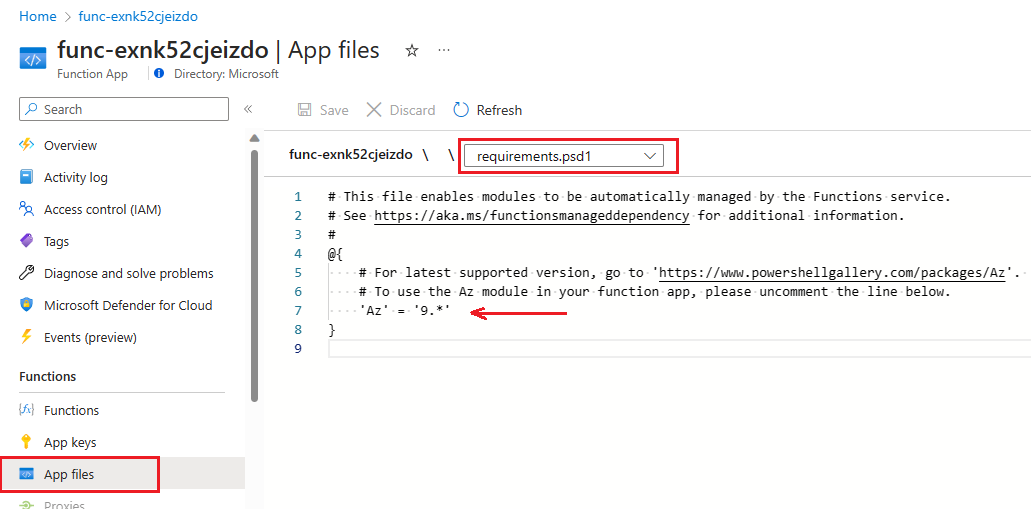 Home > func-exnk52cjeizdo
func-exnk52cjeizdo | App files
Function App
Directory: Microsoft
Search
Save
Discard
Refresh
Overview
Activity log
Access control (IAM)
Tags
Diagnose and solve problems
Microsoft Defender for Cloud
Events (preview)
Functions
Functions
App keys
App files
Proxies
func-exnk52cjeizdo \ \ requirements.psd1
1 # This file enables modules to be automatically managed by the Functions service.
2 # See https://aka.ms/functionsmanageddependency for additional information.
3 #
4 @{
5 # For latest supported version, go to 'https://www.powershellgallery.com/packages/Az'.
6 # To use the Az module in your function app, please uncomment the line below.
7 'Az' = '9.*'
8 }
9